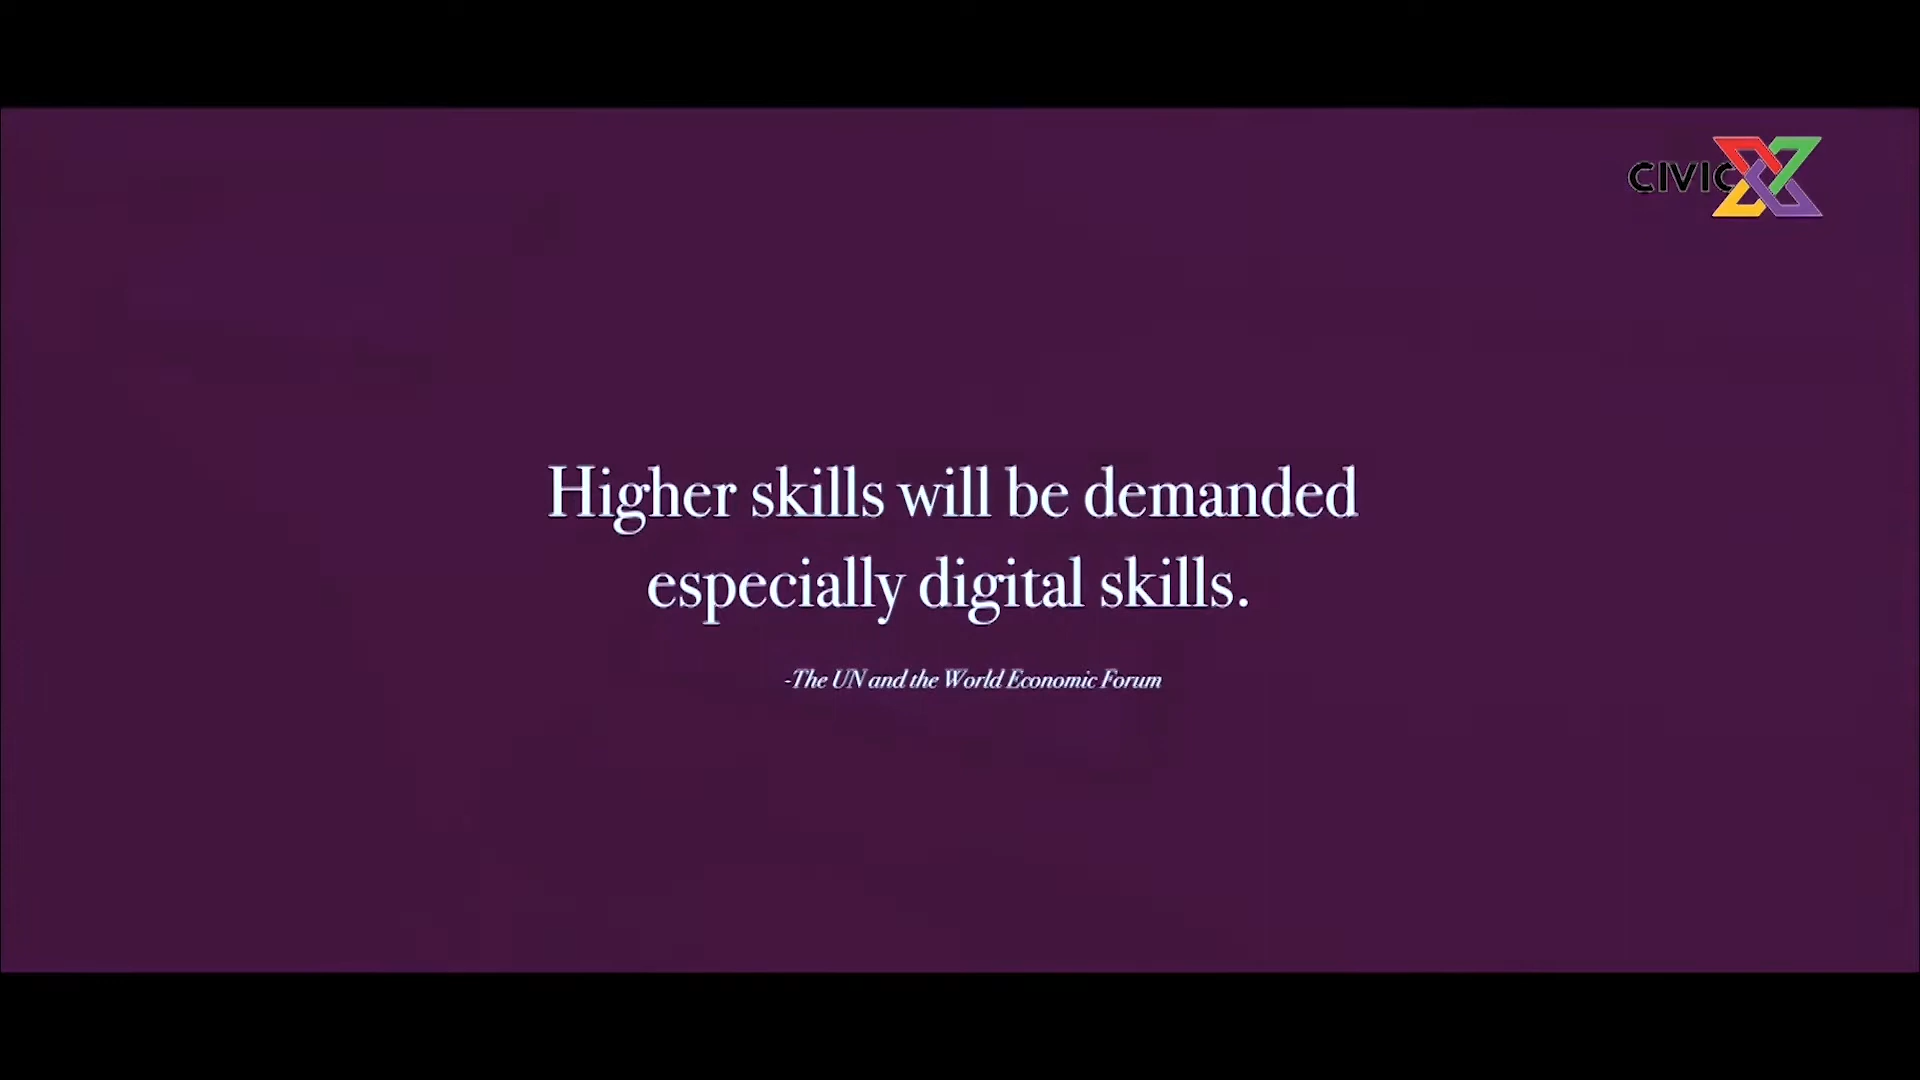 CIVIC X
Higher skills will be demanded
especially digital skills.
-The UN and the World Economic Forum